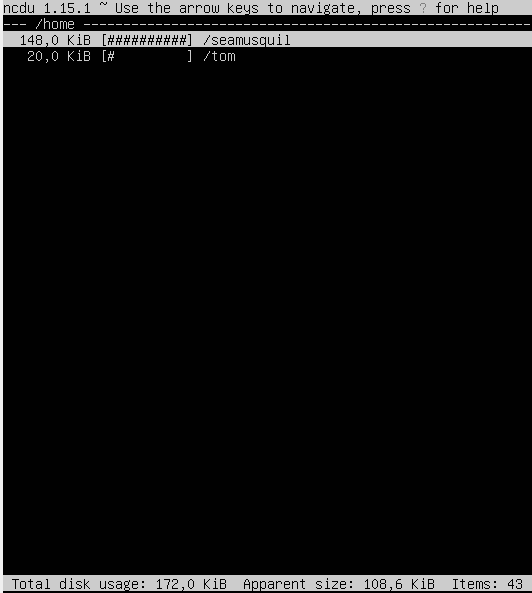 ncdu 1.15.1 ~ Use the arrow keys to navigate, press ? for help
--- /home -------------------------------------------------------
  148,0 KiB [##########] /seamusquil
   20,0 KiB [#         ] /tom
 Total disk usage: 172,0 KiB  Apparent size: 108,6 KiB  Items: 43